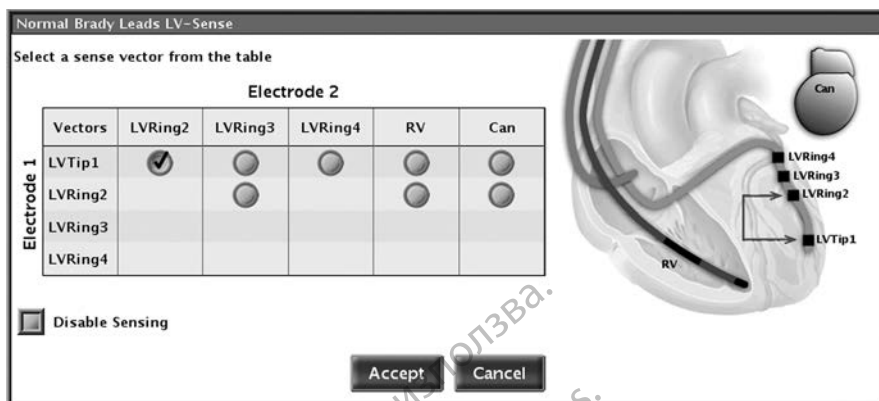 Normal Brady Leads LV-Sense
Select a sense vector from the table
Electrode 2
Electrode 1
Vectors LVRing2 LVRing3 LVRing4 RV Can
LVTip1
LVRing2
LVRing3
LVRing4
Disable Sensing
Accept Cancel
Can
LVRing4
LVRing3
LVRing2
LVTip1
RV